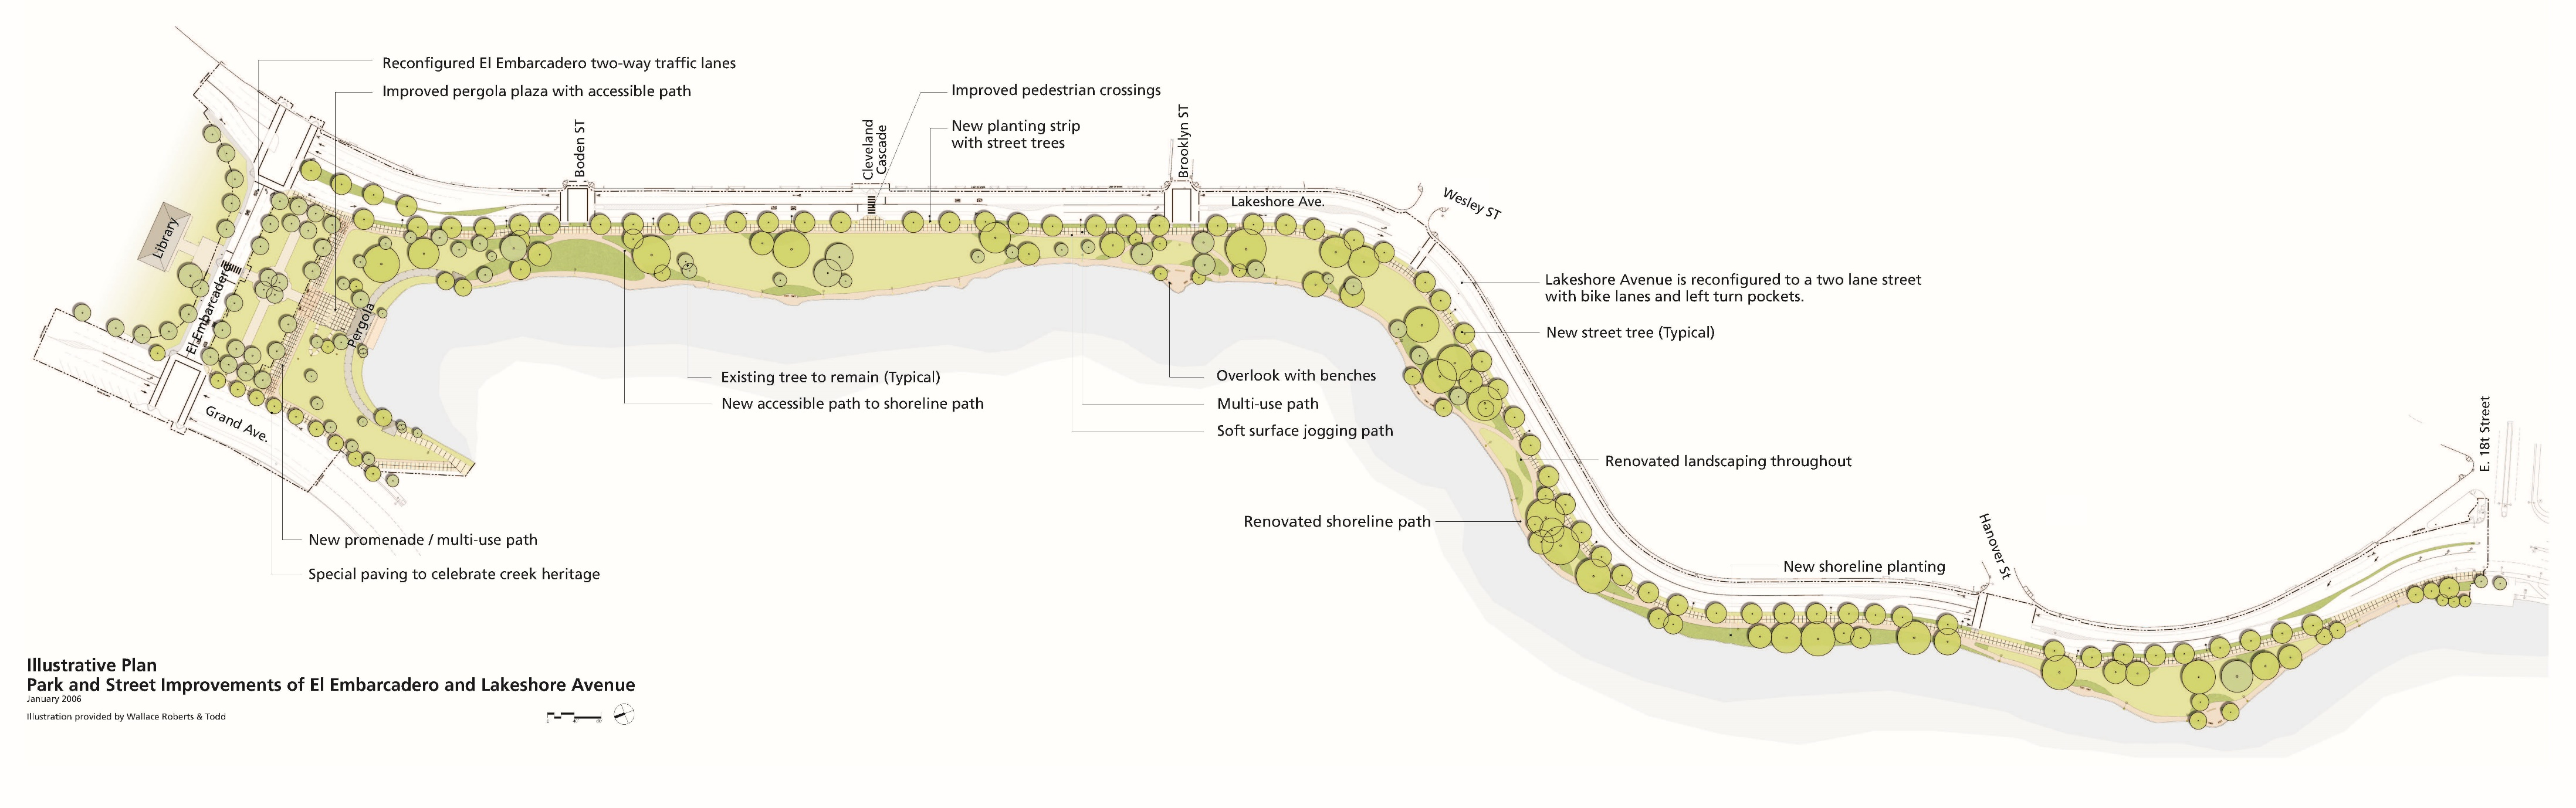 Reconfigured El Embarcadero two-way traffic lanes
Improved pergola plaza with accessible path
Improved pedestrian crossings
New planting strip
with street trees
Boden ST
Cleveland
Cascade
Brooklyn ST
Lakeshore Ave.
Wesley ST
Library
El Embarcadero
Pergola
Grand Ave.
Lakeshore Avenue is reconfigured to a two lane street
with bike lanes and left turn pockets.
New street tree (Typical)
Existing tree to remain (Typical)
New accessible path to shoreline path
Overlook with benches
Multi-use path
Soft surface jogging path
Renovated landscaping throughout
Renovated shoreline path
E. 18t Street
New promenade / multi-use path
Special paving to celebrate creek heritage
New shoreline planting
Hanover St
Illustrative Plan
Park and Street Improvements of El Embarcadero and Lakeshore Avenue
January 2006
Illustration provided by Wallace Roberts & Todd